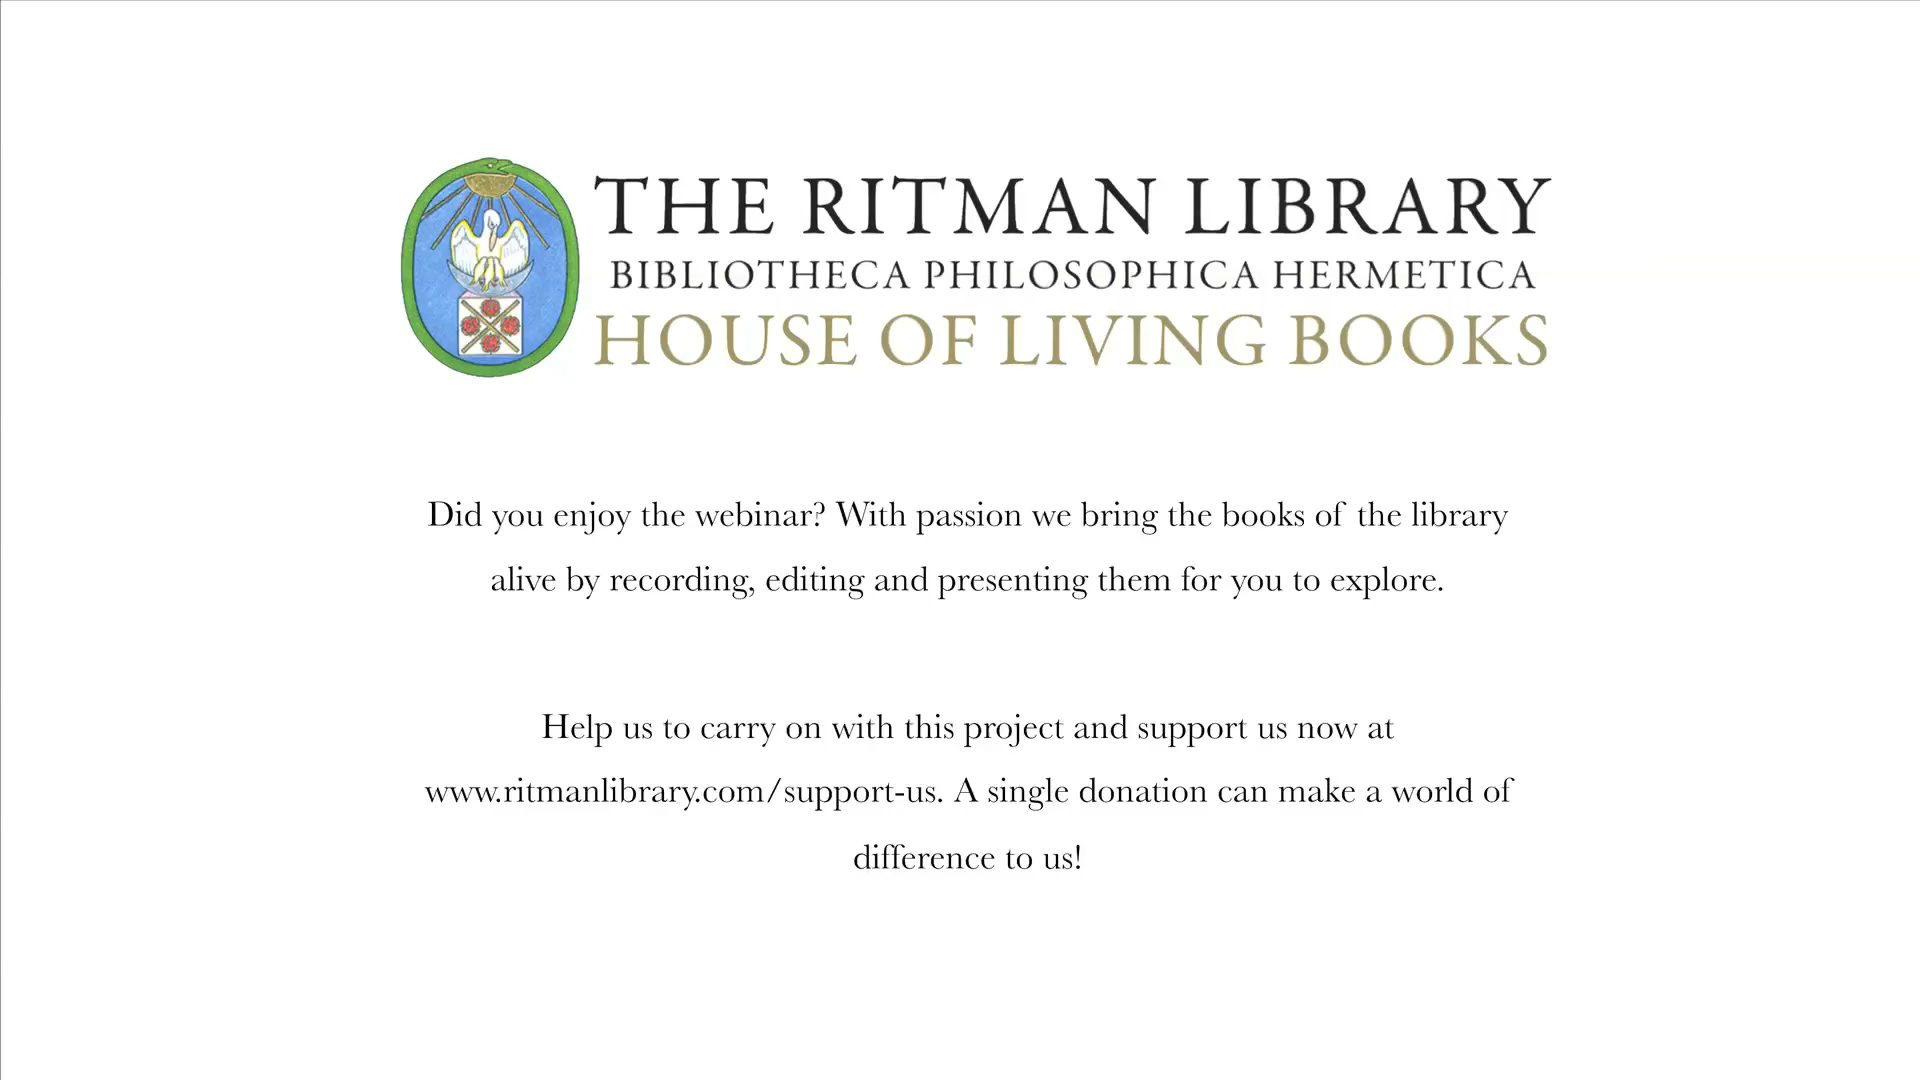 THE RITMAN LIBRARY
BIBLIOTHECA PHILOSOPHICA HERMETICA
HOUSE OF LIVING BOOKS
Did you enjoy the webinar? With passion we bring the books of the library
alive by recording, editing and presenting them for you to explore.
Help us to carry on with this project and support us now at
www.ritmanlibrary.com/support-us. A single donation can make a world of
difference to us!